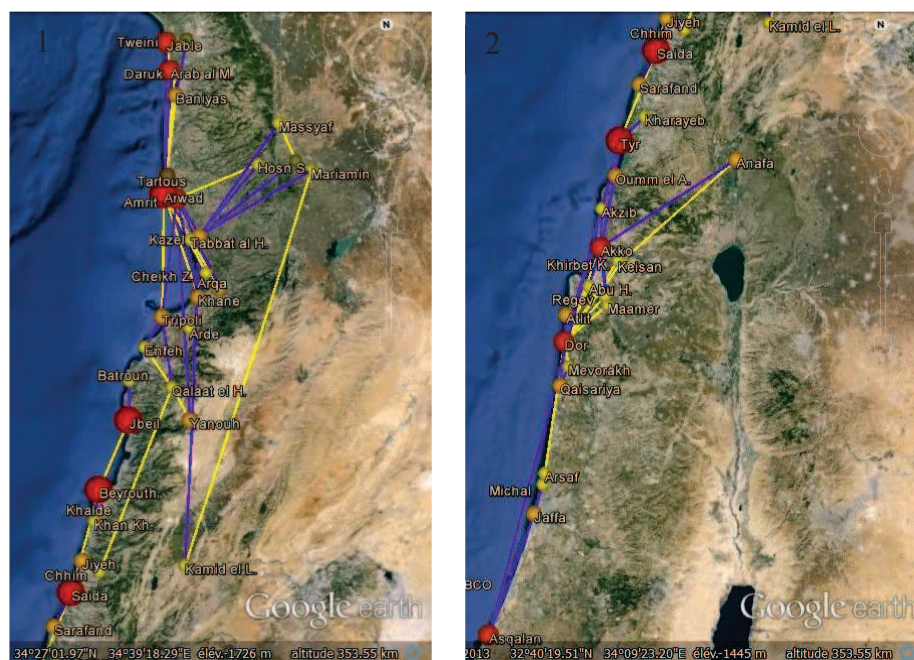 1
N
Tweini
Jable
Daruk
Arab al M.
Baniyas
Massyaf
Hosn S.
Mariamin
Tartous
Amrit
Arwad
Kazel
Tabbat al H.
Cheikh Z.
Arqa
Khane
Tripoli
Arde
Enfeh
Batroun
Qalaat el H.
Jbeil
Yanouh
Beyrouth
Khalde
Khan Kh.
Jiyeh
Kamid el L.
Chhim
Saida
Sarafand
Google earth
34°27'01.97"N 34°39'18.29"E élév.-1726 m altitude 353.55 km
2
N
Jiyeh
Kamid el L.
Chhim
Saida
Sarafand
Kharayeb
Tyr
Anafa
Oumm el A.
Akzib
Akko
Khirbet K.
Keisan
Abu H.
Regev
Maamer
Atlit
Dor
Mevorakh
Qaisariya
Arsaf
Michal
Jaffa
BCO
Asqalan
Google earth
2013 32°40'19.51"N 34°09'23.20"E élév.-1445 m altitude 353.55 km